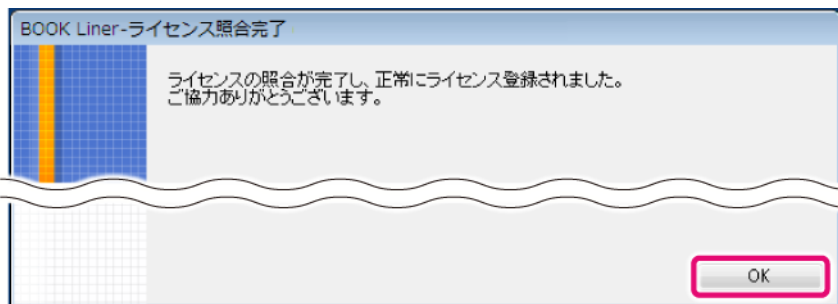 BOOK Liner-ライセンス照合完了
ライセンスの照合が完了し、正常にライセンス登録されました。
ご協力ありがとうございます。
OK